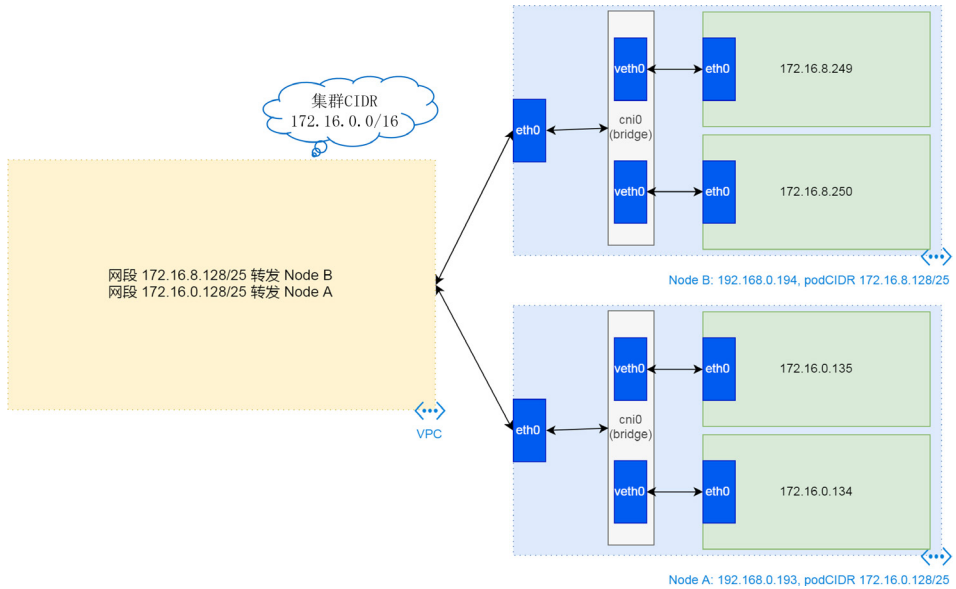 集群CIDR
172.16.0.0/16
网段 172.16.8.128/25 转发 Node B
网段 172.16.0.128/25 转发 Node A
VPC
eth0
veth0
eth0
172.16.8.249
cni0
(bridge)
veth0
eth0
172.16.8.250
Node B: 192.168.0.194, podCIDR 172.16.8.128/25
eth0
veth0
eth0
172.16.0.135
cni0
(bridge)
veth0
eth0
172.16.0.134
Node A: 192.168.0.193, podCIDR 172.16.0.128/25